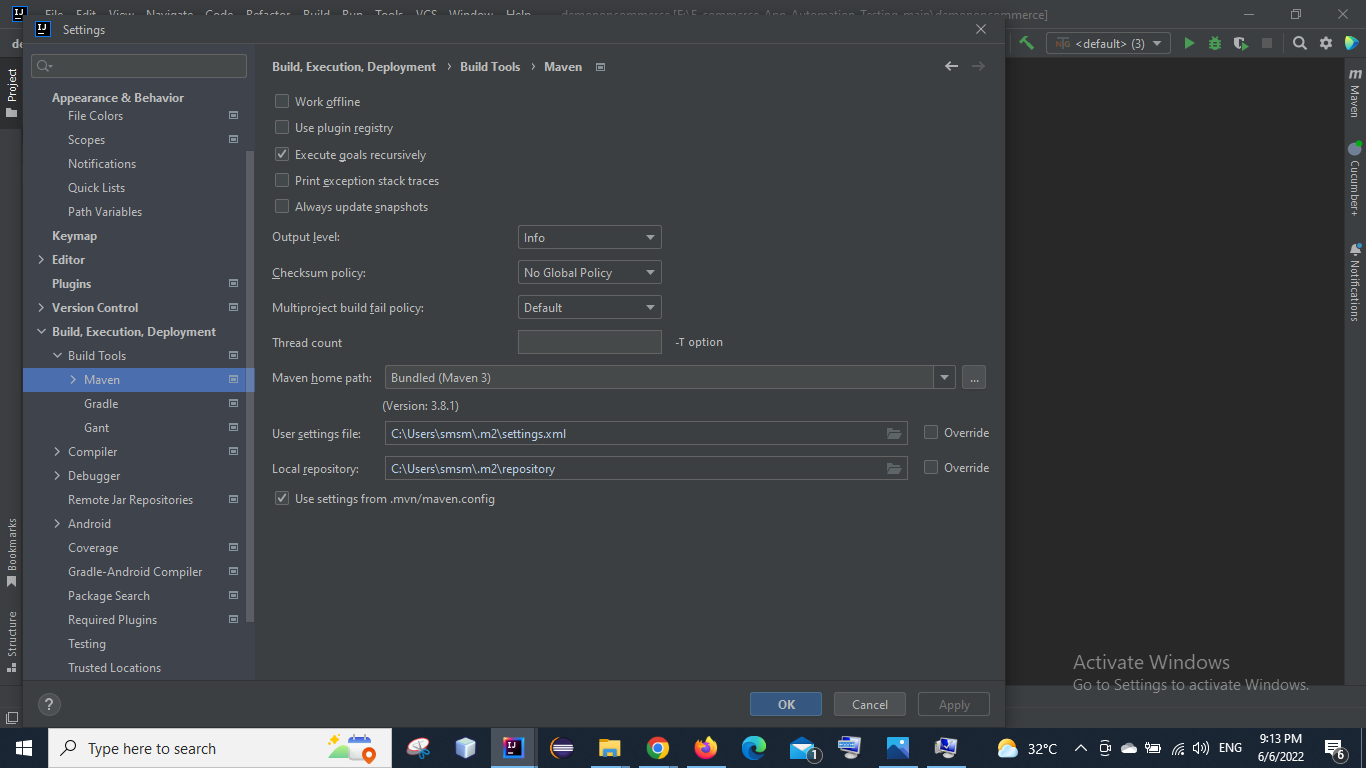 File Edit View Navigate Code Refactor Build Run Tools VCS Window Help
Settings
<default> (3)
Build, Execution, Deployment › Build Tools › Maven
Appearance & Behavior
File Colors
Scopes
Notifications
Quick Lists
Path Variables
Keymap
Editor
Plugins
Version Control
Build, Execution, Deployment
Build Tools
Maven
Gradle
Gant
Compiler
Debugger
Remote Jar Repositories
Android
Coverage
Gradle-Android Compiler
Package Search
Required Plugins
Testing
Trusted Locations
Work offline
Use plugin registry
Execute goals recursively
Print exception stack traces
Always update snapshots
Output level: Info
Checksum policy: No Global Policy
Multiproject build fail policy: Default
Thread count -T option
Maven home path: Bundled (Maven 3) ...
(Version: 3.8.1)
User settings file: C:\Users\smsm\.m2\settings.xml Override
Local repository: C:\Users\smsm\.m2\repository Override
Use settings from .mvn/maven.config
? OK Cancel Apply
Project
Bookmarks
Structure
m
Maven
Cucumber+
Notifications
Activate Windows
Go to Settings to activate Windows.
Type here to search
1
32°C
ENG
9:13 PM
6/6/2022
6